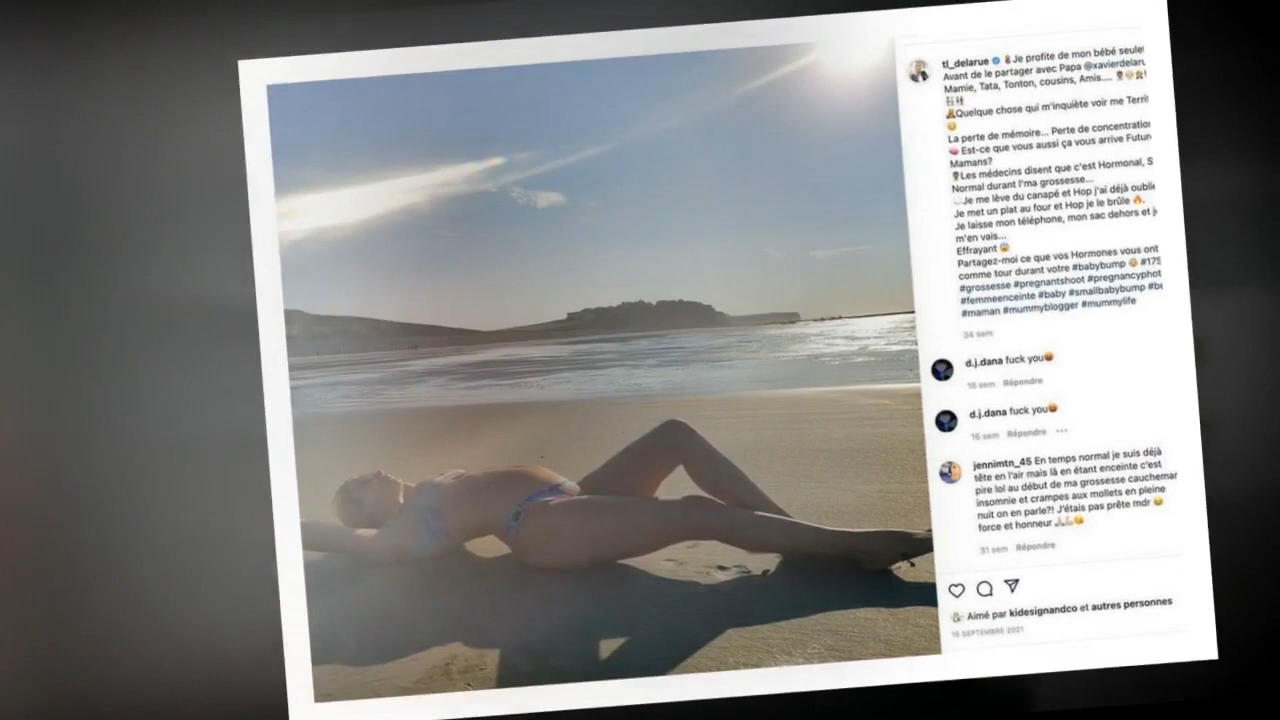 tl_delarue Je profite de mon bébé seule
Avant de le partager avec Papa @xavierdelaru
Mamie, Tata, Tonton, cousins, Amis....
Quelque chose qui m'inquiète voir me Terri
La perte de mémoire... Perte de concentration
Est-ce que vous aussi ça vous arrive Futur
Mamans?
Les médecins disent que c'est Hormonal, S
Normal durant l'ma grossesse...
Je me lève du canapé et Hop j'ai déjà oublié
Je met un plat au four et Hop je le brûle 🔥.
Je laisse mon téléphone, mon sac dehors et j
m'en vais...
Effrayant 😱
Partagez-moi ce que vos Hormones vous ont
comme tour durant votre #babybump #17S
#grossesse #pregnantshoot #pregnancyphot
#femmeenceinte #baby #smallbabybump #be
#maman #mummyblogger #mummylife
34 sem
d.j.dana fuck you
16 sem Répondre
d.j.dana fuck you
16 sem Répondre ...
jennimtn_45 En temps normal je suis déjà
tête en l'air mais là en étant enceinte c'est
pire lol au début de ma grossesse cauchemar
insomnie et crampes aux mollets en pleine
nuit on en parle?! J'étais pas prête mdr
force et honneur
31 sem Répondre
Aimé par kidesignandco et autres personnes
SEPTEMBRE 2021